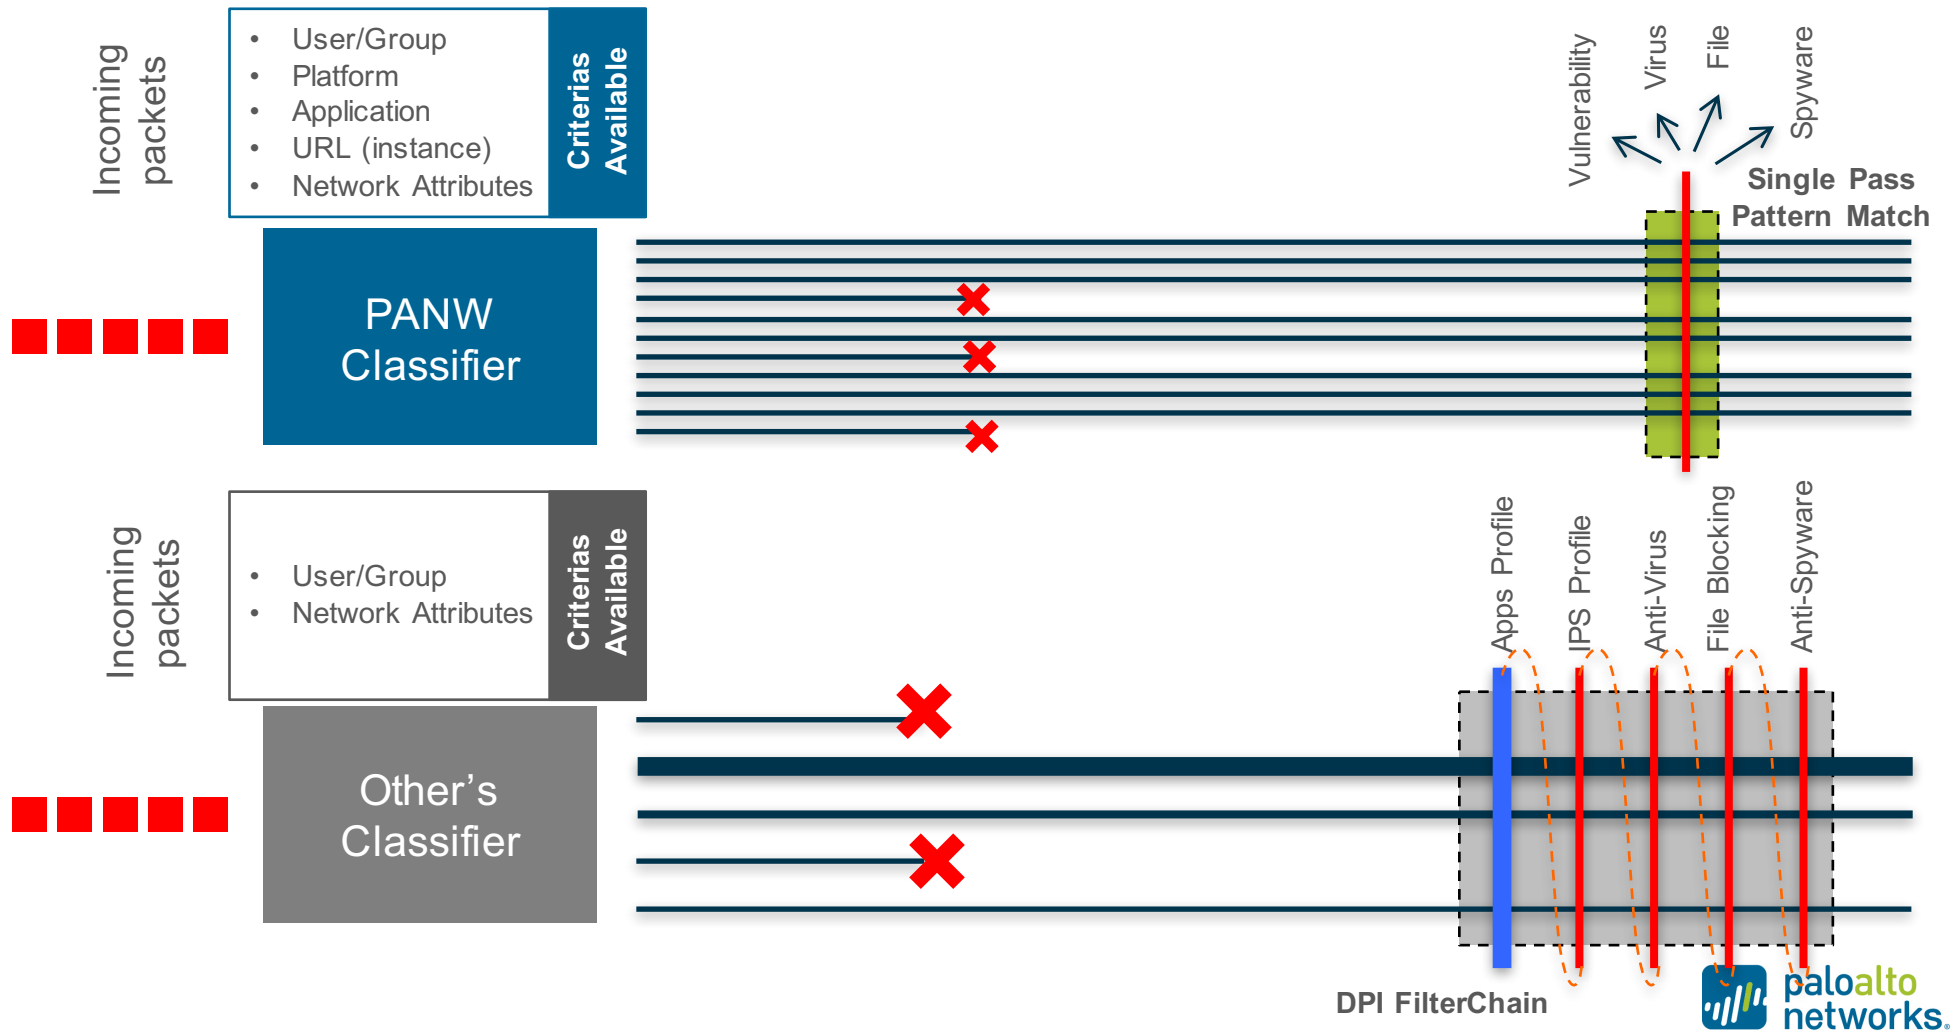 Incoming
packets
• User/Group
• Platform
• Application
• URL (instance)
• Network Attributes
Criterias
Available
PANW
Classifier
Vulnerability
Virus
File
Spyware
Single Pass
Pattern Match
Incoming
packets
• User/Group
• Network Attributes
Criterias
Available
Other’s
Classifier
Apps Profile
IPS Profile
Anti-Virus
File Blocking
Anti-Spyware
DPI FilterChain
paloalto
networks®